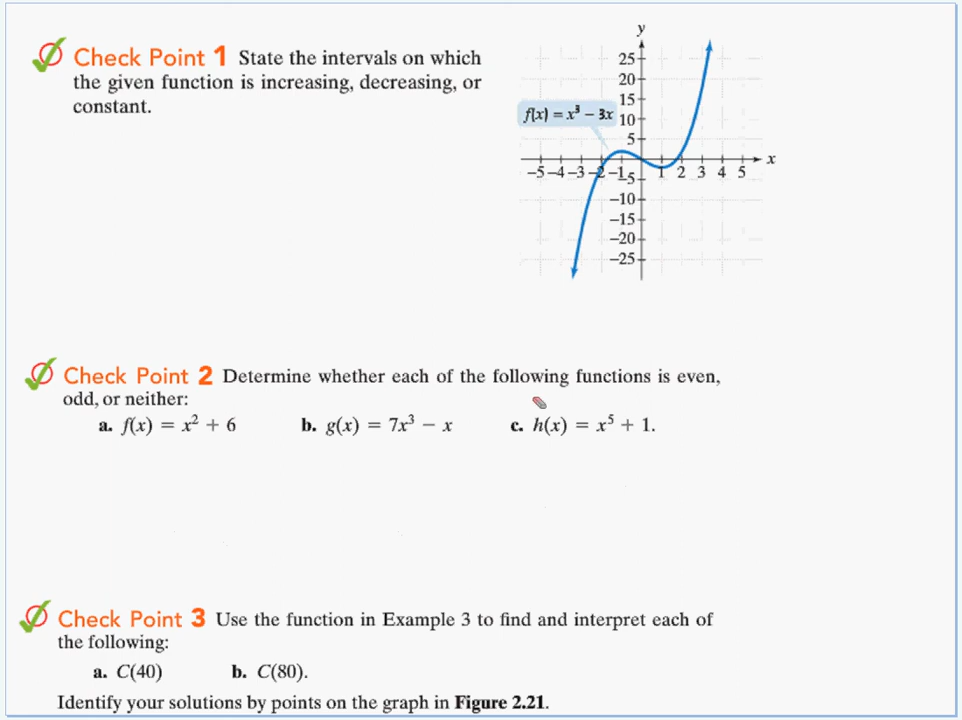 Check Point 1 State the intervals on which
the given function is increasing, decreasing, or
constant.
y
25
20
15
f(x) = x³ – 3x
10
5
x
–5 –4 –3 –2 –1 1 2 3 4 5
–5
–10
–15
–20
–25
Check Point 2 Determine whether each of the following functions is even,
odd, or neither:
a. f(x) = x² + 6 b. g(x) = 7x³ – x c. h(x) = x⁵ + 1.
Check Point 3 Use the function in Example 3 to find and interpret each of
the following:
a. C(40) b. C(80).
Identify your solutions by points on the graph in Figure 2.21.